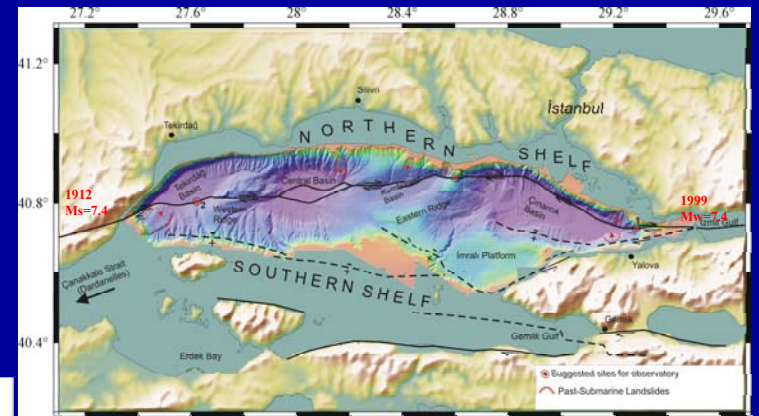 27.2° 27.6° 28° 28.4° 28.8° 29.2° 29.6°
41.2°
40.8°
40.4°
Silivri
İstanbul
Tekirdağ
NORTHERN SHELF
1912
Ms=7.4
Tekirdağ
Basin
Western
Ridge
2
Central Basin
Basin
Eastern Ridge
Çınarcık
Basin
1999
Mw=7.4
İzmit Gulf
İmralı Platform
Yalova
Çanakkale Strait
(Dardanelles)
SOUTHERN SHELF
Gemlik
Gemlik Gulf
Erdek Bay
Suggested sites for observatory
Past-Submarine Landslides